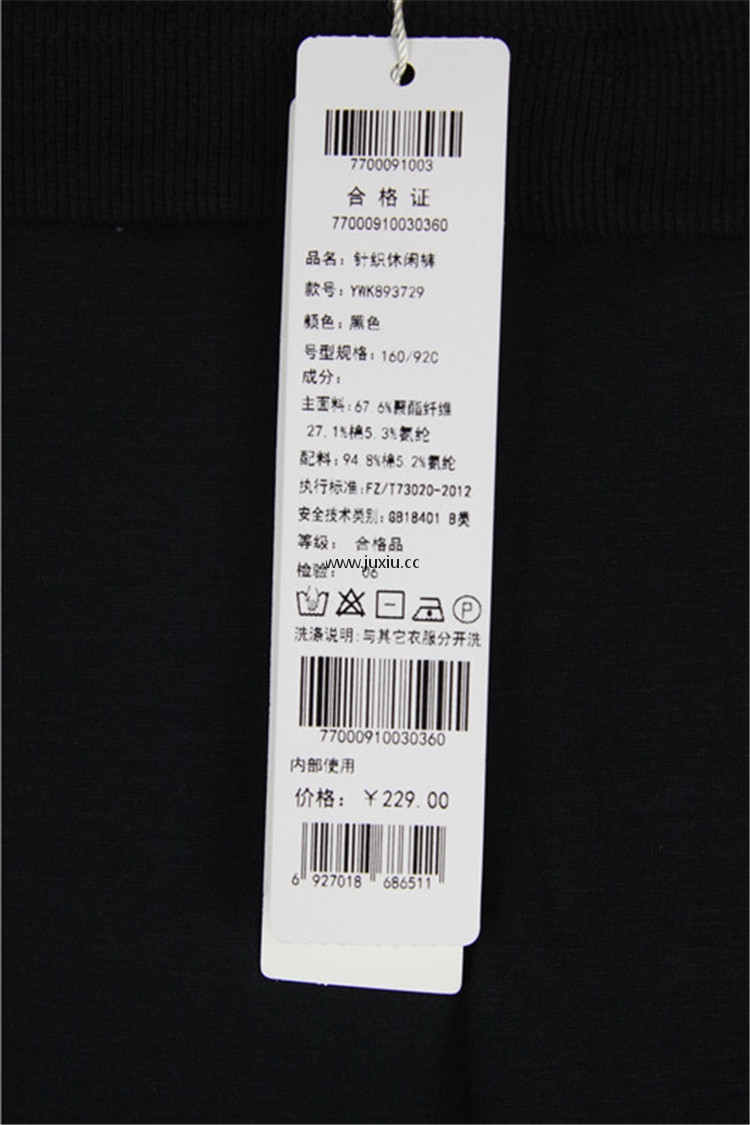 7700091003
合格证
77000910030360
品名：针织休闲裤
款号：YWK893729
颜色：黑色
号型规格：160/92C
成分：
主面料：67.6%聚酯纤维
27.1%棉5.3%氨纶
配料：94.8%棉5.2%氨纶
执行标准：FZ/T73020-2012
安全技术类别：GB18401 B类
等级： 合格品
www.juxiu.cc
检验： 06
P
洗涤说明：与其它衣服分开洗
77000910030360
内部使用
价格：￥229.00
6 927018 686511